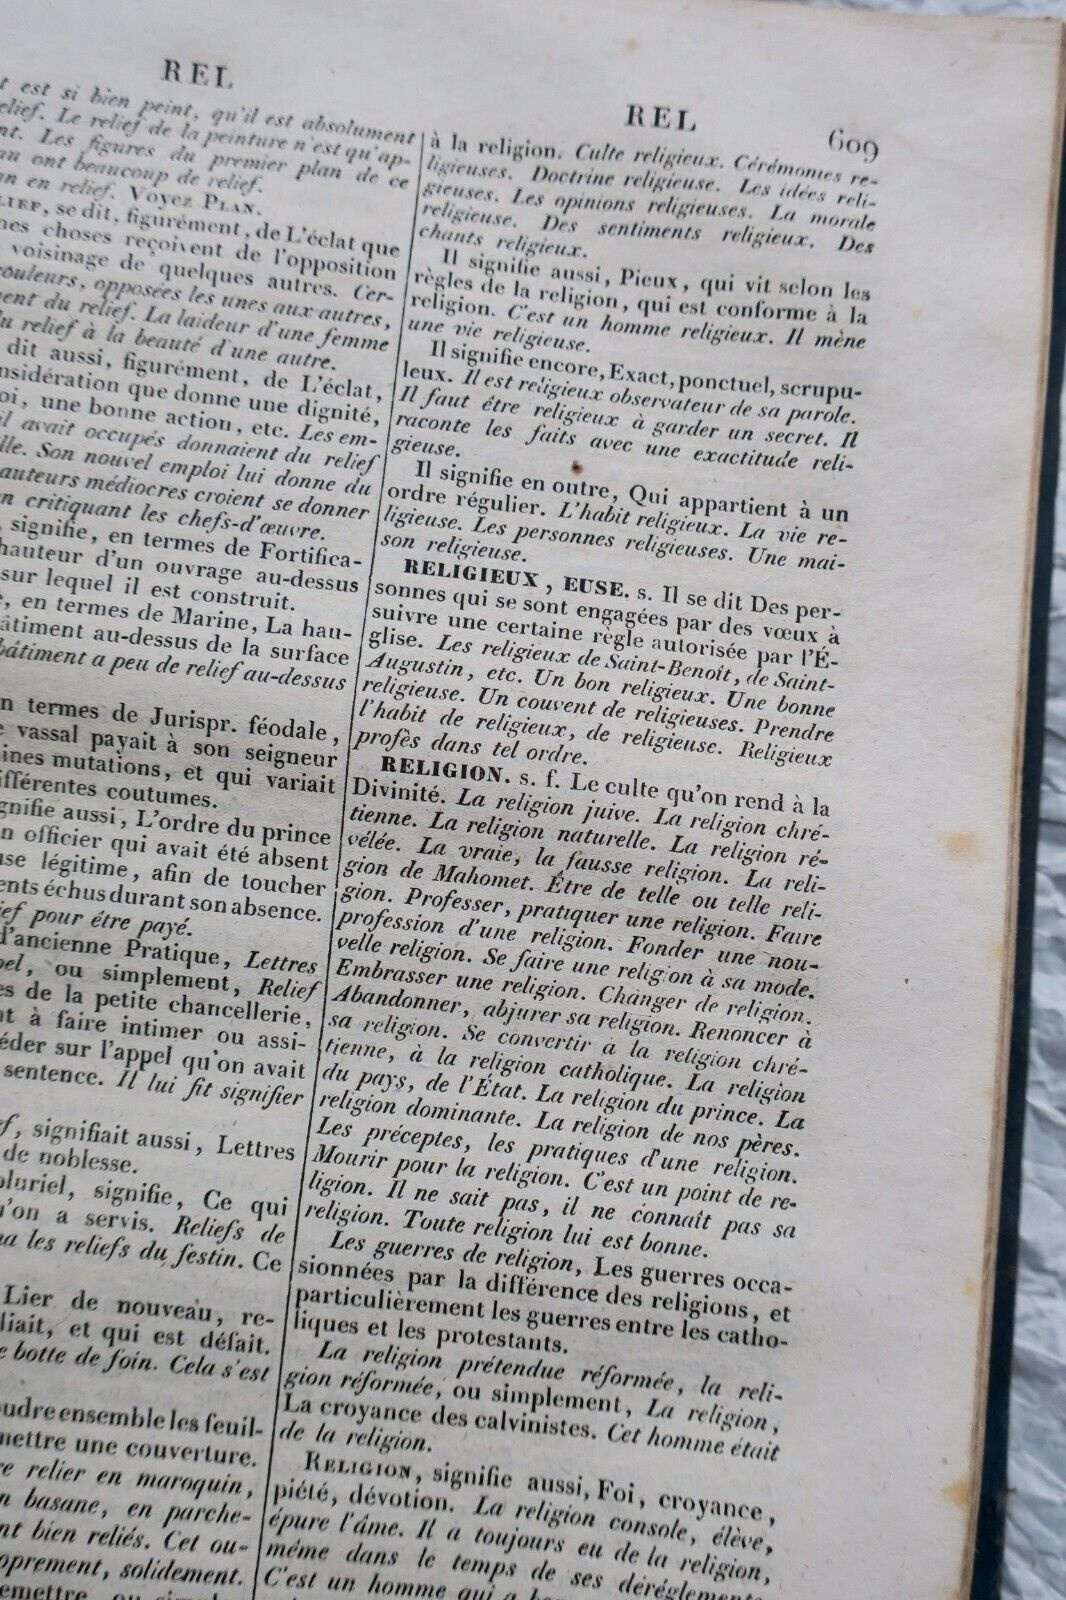 REL
est si bien peint, qu'il est absolument
relief. Le relief de la peinture n'est qu'ap-
Les figures du premier plan de ce
ont beaucoup de relief.
en relief. Voyez PLAN.
se dit, figurément, de L'éclat que
choses reçoivent de l'opposition
voisinage de quelques autres. Cer-
couleurs, opposées les unes aux autres,
du relief. La laideur d'une femme
relief à la beauté d'une autre.
dit aussi, figurément, de L'éclat,
considération que donne une dignité,
une bonne action, etc. Les em-
avait occupés donnaient du relief
Son nouvel emploi lui donne du
auteurs médiocres croient se donner
en critiquant les chefs-d'œuvre.
signifie, en termes de Fortifica-
hauteur d'un ouvrage au-dessus
sur lequel il est construit.
en termes de Marine, La hau-
bâtiment au-dessus de la surface
bâtiment a peu de relief au-dessus
termes de Jurispr. féodale,
vassal payait à son seigneur
mutations, et qui variait
différentes coutumes.
signifie aussi, L'ordre du prince
officier qui avait été absent
légitime, afin de toucher
échus durant son absence.
pour être payé.
d'ancienne Pratique, Lettres
ou simplement, Relief
de la petite chancellerie,
à faire intimer ou assi-
sur l'appel qu'on avait
sentence. Il lui fit signifier
signifiait aussi, Lettres
de noblesse.
pluriel, signifie, Ce qui
qu'on a servis. Reliefs de
les reliefs du festin. Ce
Lier de nouveau, re-
liait, et qui est défait.
botte de foin. Cela s'est
coudre ensemble les feuil-
mettre une couverture.
relier en maroquin,
basane, en parche-
bien reliés. Cet ou-
proprement, solidement.
REL 609
à la religion. Culte religieux. Cérémonies re-
ligieuses. Doctrine religieuse. Les idées reli-
gieuses. Les opinions religieuses. La morale
religieuse. Des sentiments religieux. Des
chants religieux.
Il signifie aussi, Pieux, qui vit selon les
règles de la religion, qui est conforme à la
religion. C'est un homme religieux. Il mène
une vie religieuse.
Il signifie encore, Exact, ponctuel, scrupu-
leux. Il est religieux observateur de sa parole.
Il faut être religieux à garder un secret. Il
raconte les faits avec une exactitude reli-
gieuse.
Il signifie en outre, Qui appartient à un
ordre régulier. L'habit religieux. La vie re-
ligieuse. Les personnes religieuses. Une mai-
son religieuse.
RELIGIEUX, EUSE. s. Il se dit Des per-
sonnes qui se sont engagées par des vœux à
suivre une certaine règle autorisée par l'É-
glise. Les religieux de Saint-Benoît, de Saint-
Augustin, etc. Un bon religieux. Une bonne
religieuse. Un couvent de religieuses. Prendre
l'habit de religieux, de religieuse. Religieux
profès dans tel ordre.
RELIGION. s. f. Le culte qu'on rend à la
Divinité. La religion juive. La religion chré-
tienne. La religion naturelle. La religion ré-
vélée. La vraie, la fausse religion. La reli-
gion de Mahomet. Être de telle ou telle reli-
gion. Professer, pratiquer une religion. Faire
profession d'une religion. Fonder une nou-
velle religion. Se faire une religion à sa mode.
Embrasser une religion. Changer de religion.
Abandonner, abjurer sa religion. Renoncer à
sa religion. Se convertir à la religion chré-
tienne, à la religion catholique. La religion
du pays, de l'État. La religion du prince. La
religion dominante. La religion de nos pères.
Les préceptes, les pratiques d'une religion.
Mourir pour la religion. C'est un point de re-
ligion. Il ne sait pas, il ne connaît pas sa
religion. Toute religion lui est bonne.
Les guerres de religion, Les guerres occa-
sionnées par la différence des religions, et
particulièrement les guerres entre les catho-
liques et les protestants.
La religion prétendue réformée, la reli-
gion réformée, ou simplement, La religion,
La croyance des calvinistes. Cet homme était
de la religion.
RELIGION, signifie aussi, Foi, croyance,
piété, dévotion. La religion console, élève,
épure l'âme. Il a toujours eu de la religion,
même dans le temps de ses déréglements
C'est un homme qui a